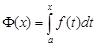 Φ(x) = ∫ₐˣ f(t)dt